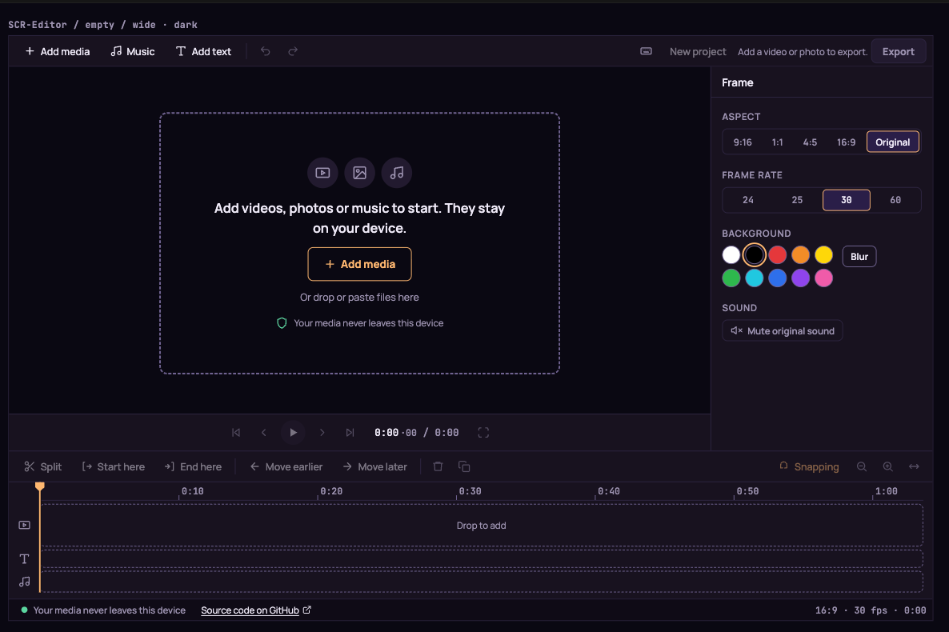 SCR-Editor / empty / wide · dark
Add media Music Add text New project Add a video or photo to export. Export
Frame
ASPECT
9:16 1:1 4:5 16:9 Original
FRAME RATE
24 25 30 60
BACKGROUND
Blur
SOUND
Mute original sound
Add videos, photos or music to start. They stay
on your device.
Add media
Or drop or paste files here
Your media never leaves this device
0:00·00 / 0:00
Split Start here End here Move earlier Move later Snapping
0:10 0:20 0:30 0:40 0:50 1:00
Drop to add
Your media never leaves this device Source code on GitHub 16:9 · 30 fps · 0:00